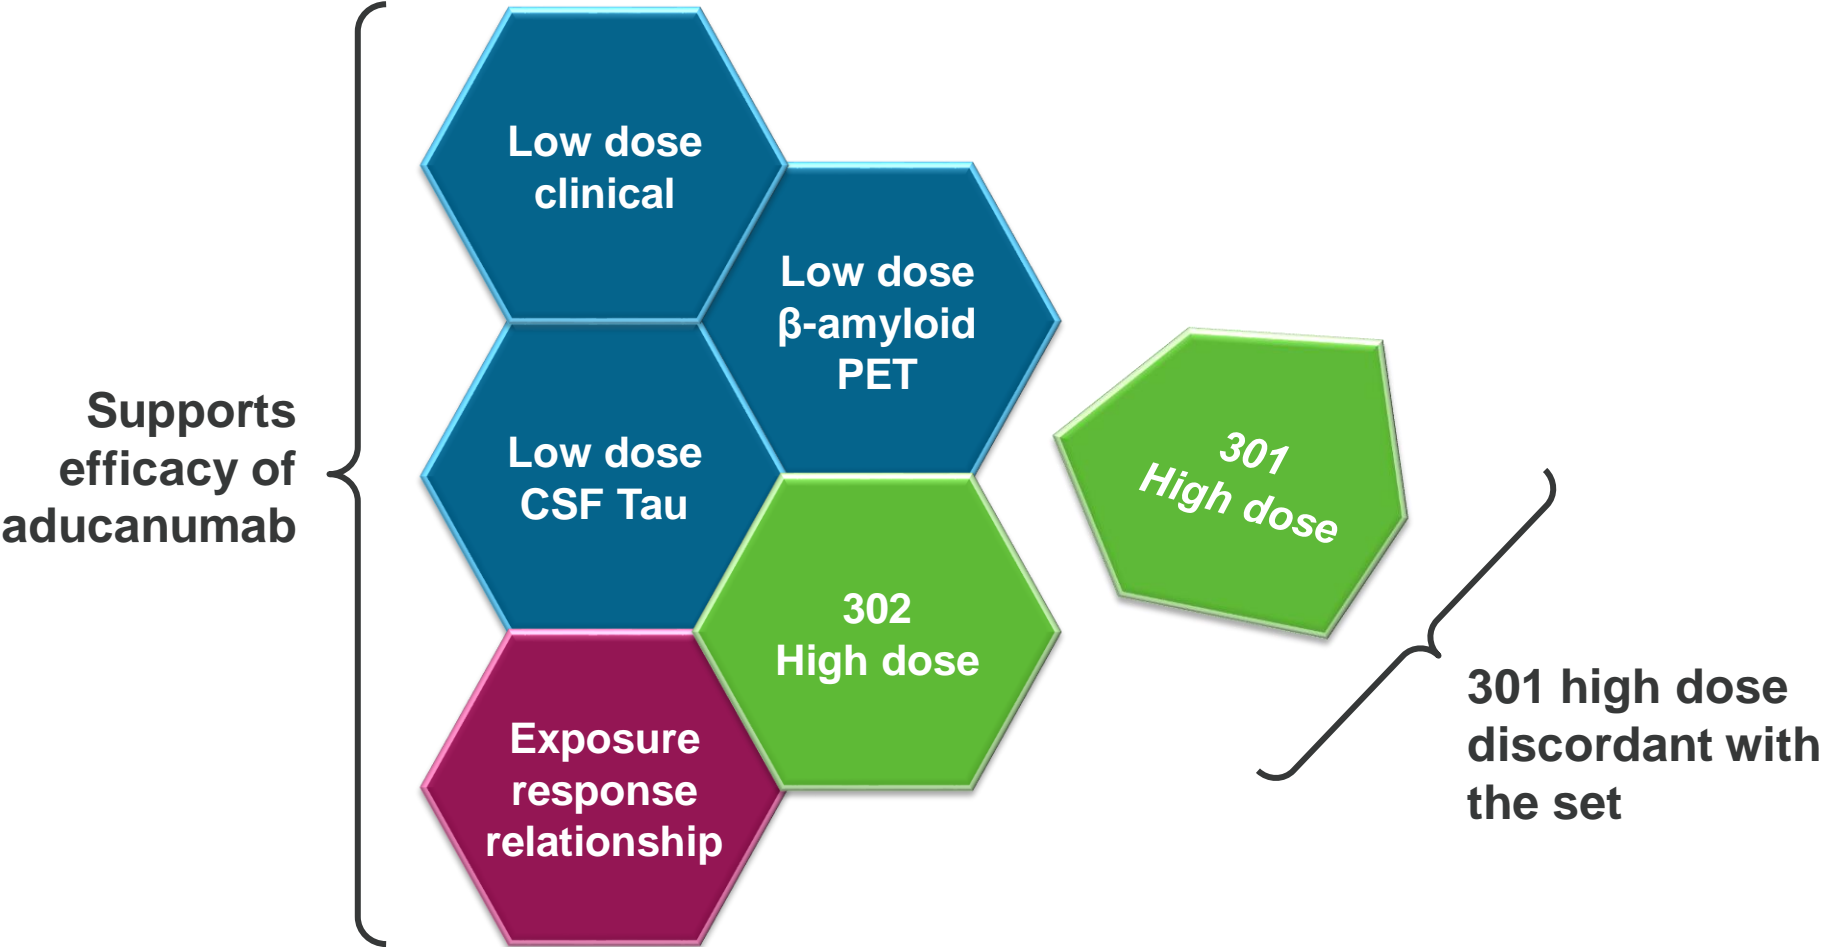 Supports
efficacy of
aducanumab
Low dose
clinical
Low dose
β-amyloid
PET
Low dose
CSF Tau
302
High dose
Exposure
response
relationship
301
High dose
301 high dose
discordant with
the set